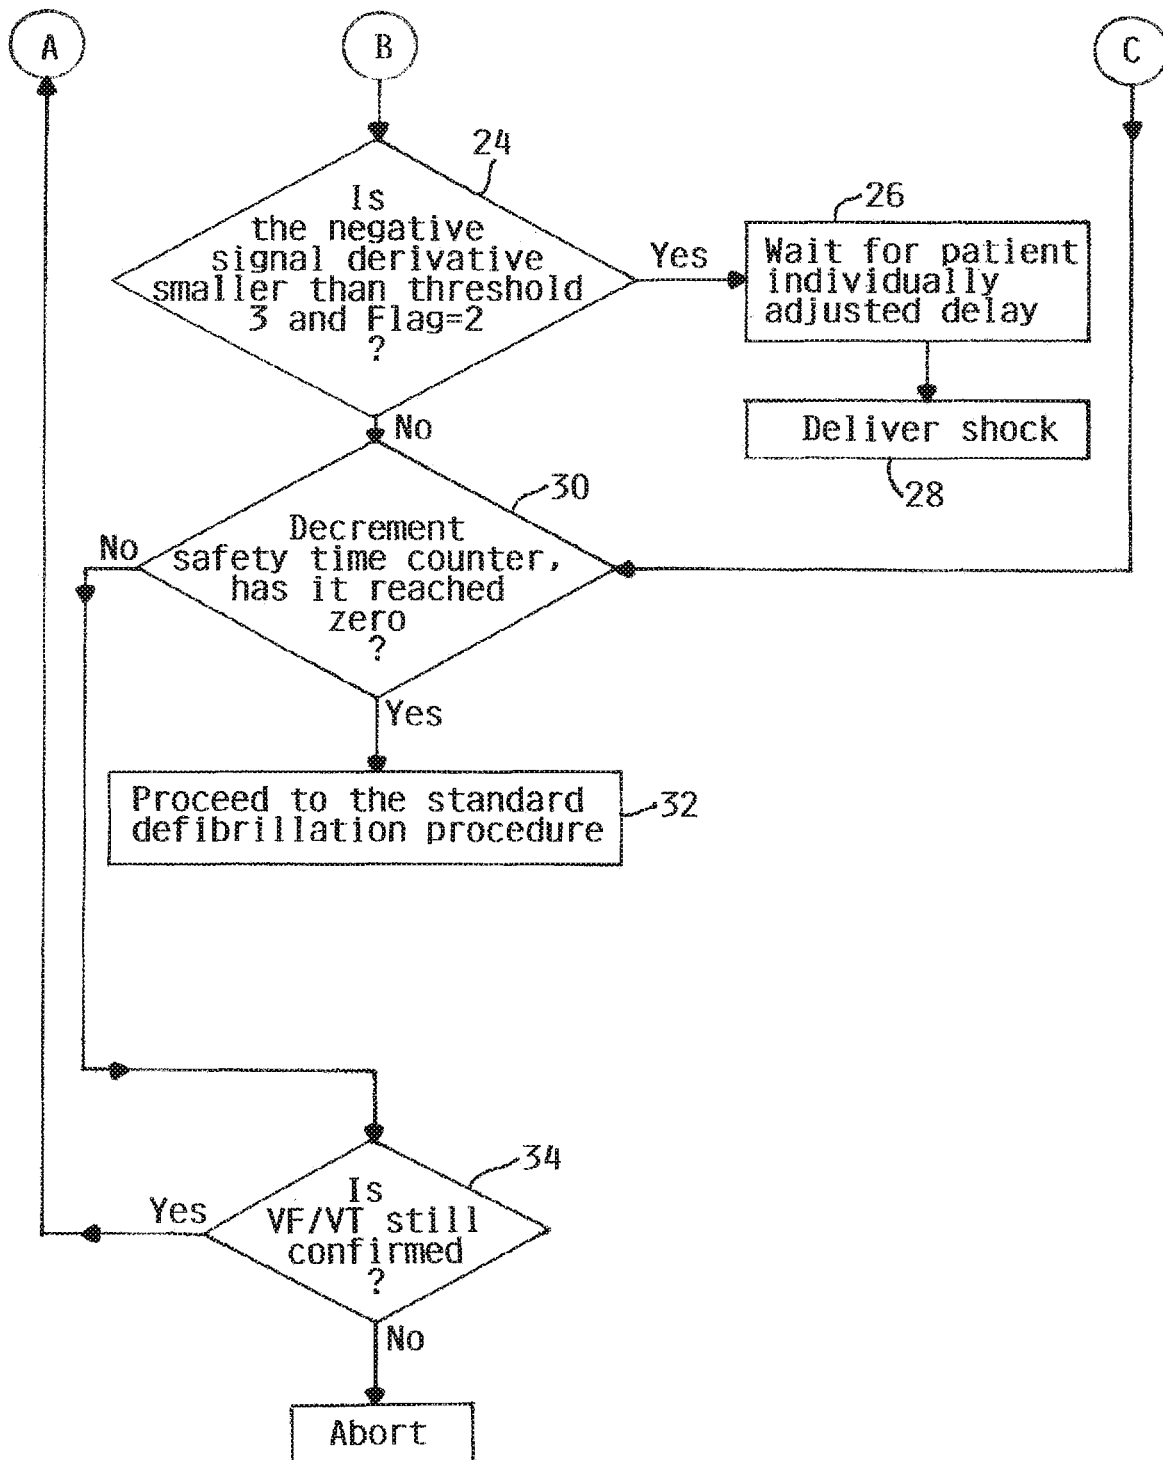 A
B
C
24
Is
the negative
signal derivative
smaller than threshold
3 and Flag=2
?
Yes
26
Wait for patient
individually
adjusted delay
No
Deliver shock
28
30
Decrement
safety time counter,
has it reached
zero
?
No
Yes
Proceed to the standard
defibrillation procedure
32
34
Is
VF/VT still
confirmed
?
Yes
No
Abort